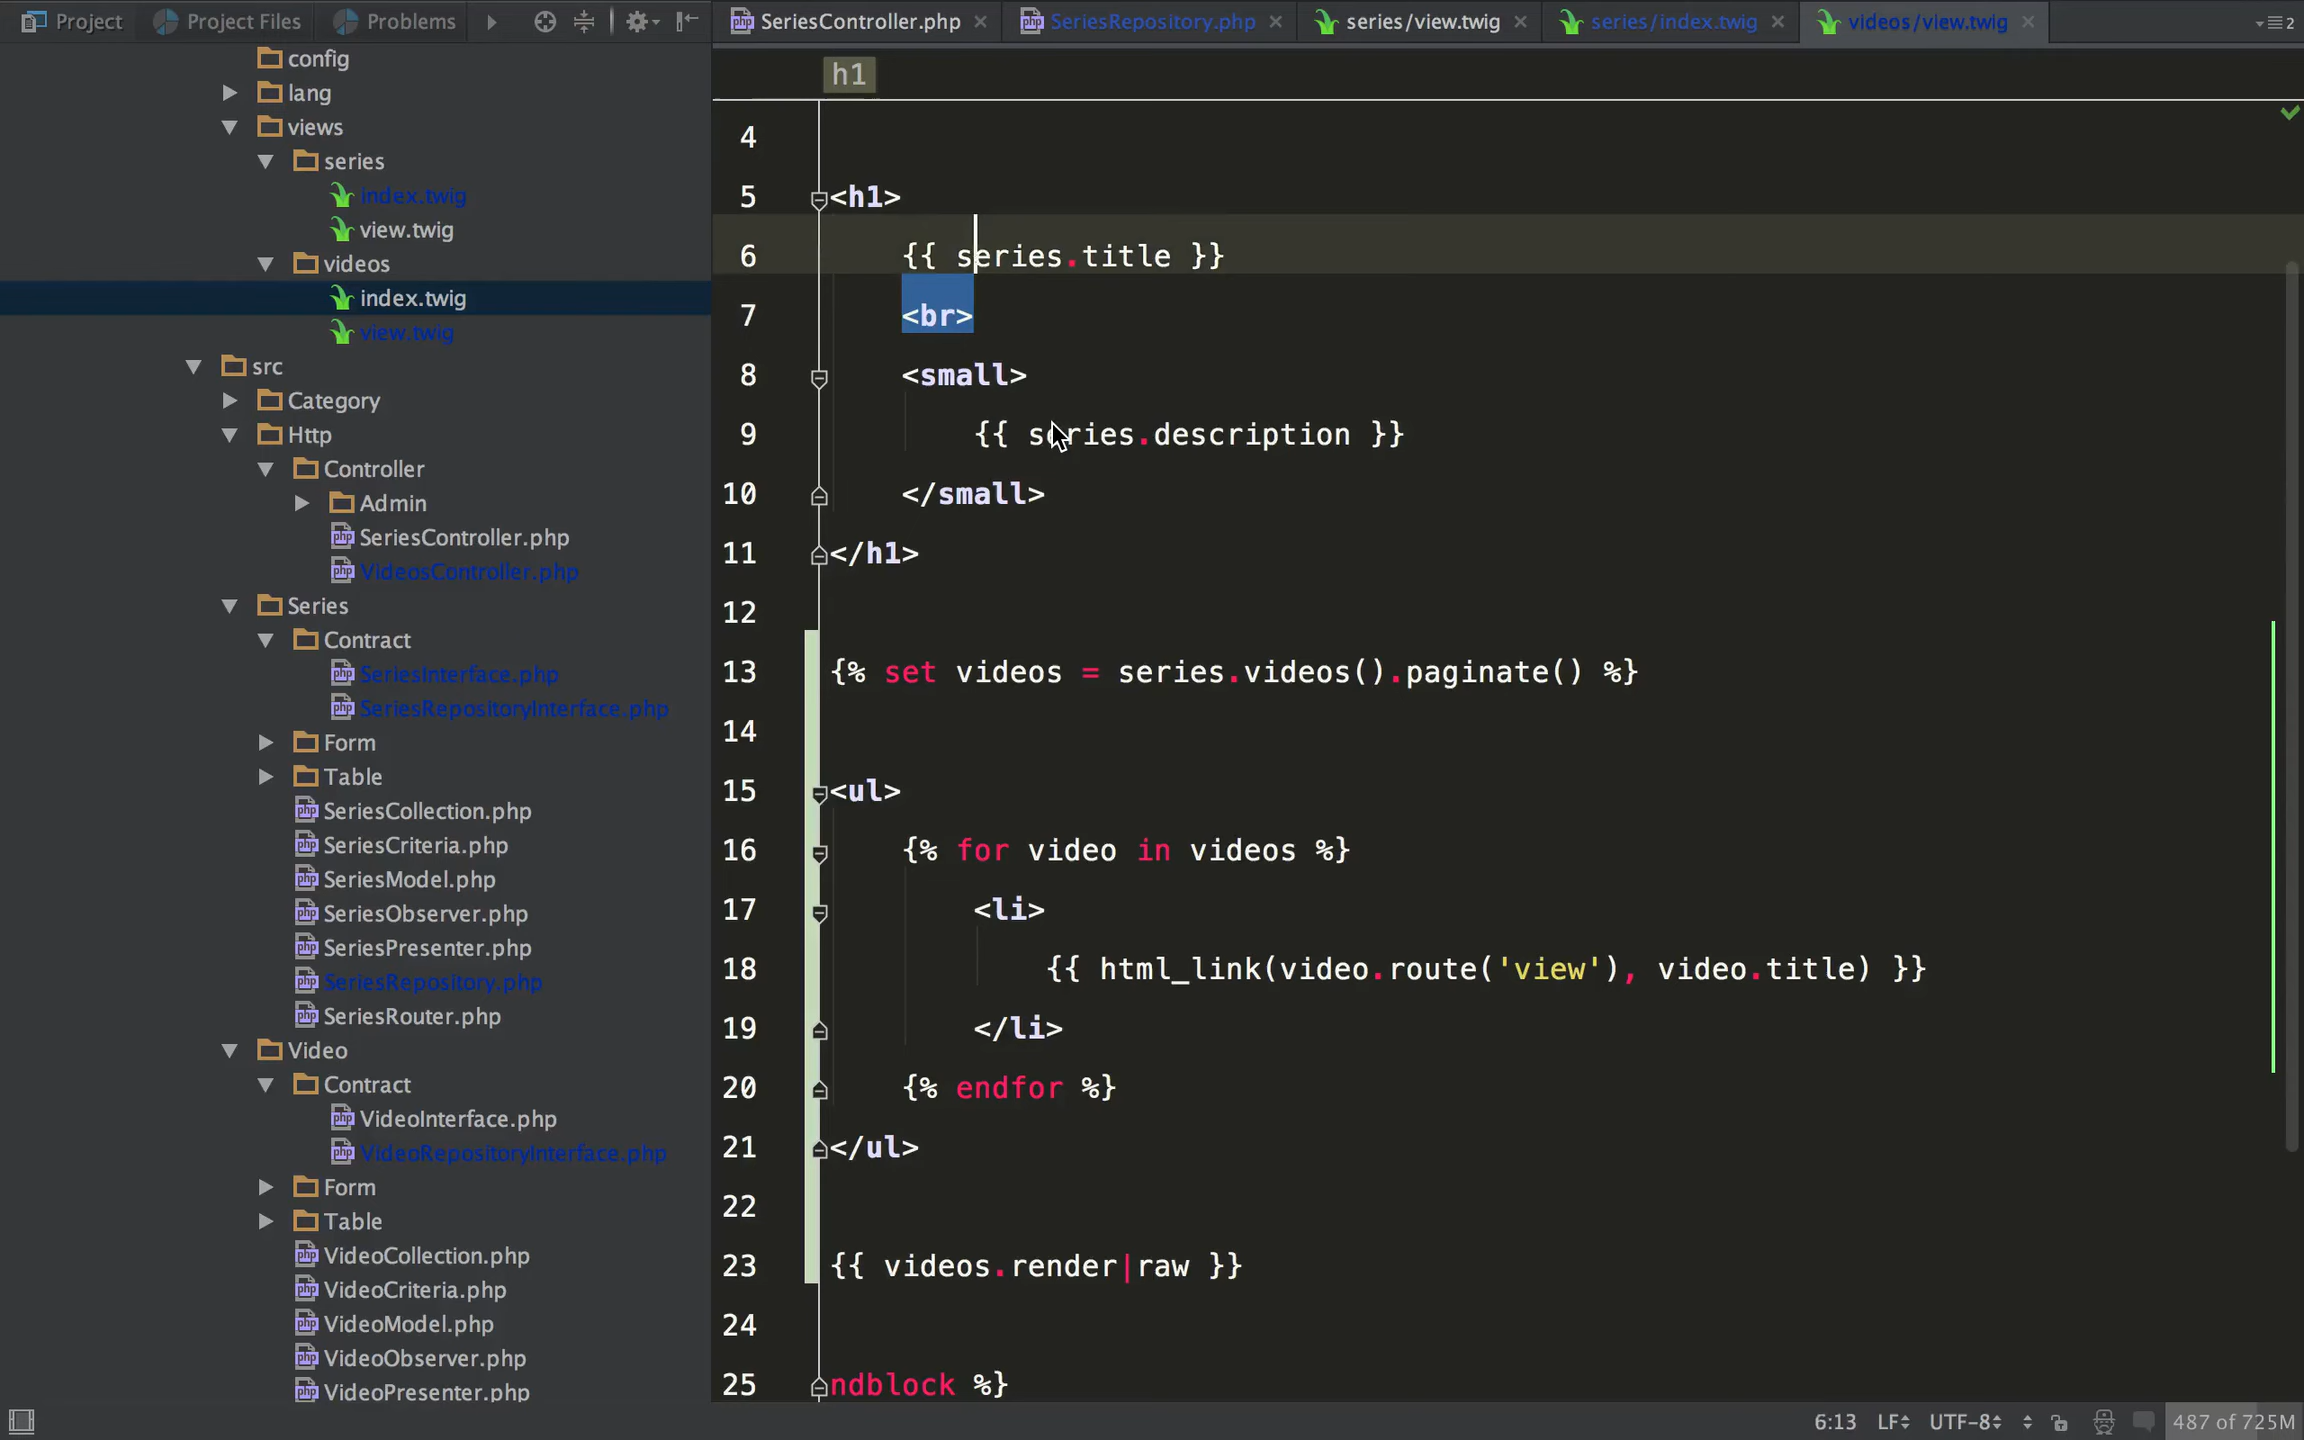 Project Project Files Problems
SeriesController.php SeriesRepository.php series/view.twig series/index.twig videos/view.twig 2
config
lang
views
series
index.twig
view.twig
videos
index.twig
view.twig
src
Category
Http
Controller
Admin
SeriesController.php
VideosController.php
Series
Contract
SeriesInterface.php
SeriesRepositoryInterface.php
Form
Table
SeriesCollection.php
SeriesCriteria.php
SeriesModel.php
SeriesObserver.php
SeriesPresenter.php
SeriesRepository.php
SeriesRouter.php
Video
Contract
VideoInterface.php
VideoRepositoryInterface.php
Form
Table
VideoCollection.php
VideoCriteria.php
VideoModel.php
VideoObserver.php
VideoPresenter.php
h1
4
5 <h1>
6 {{ series.title }}
7 <br>
8 <small>
9 {{ series.description }}
10 </small>
11 </h1>
12
13 {% set videos = series.videos().paginate() %}
14
15 <ul>
16 {% for video in videos %}
17 <li>
18 {{ html_link(video.route('view'), video.title) }}
19 </li>
20 {% endfor %}
21 </ul>
22
23 {{ videos.render|raw }}
24
25 ndblock %}
6:13 LF UTF-8 487 of 725M